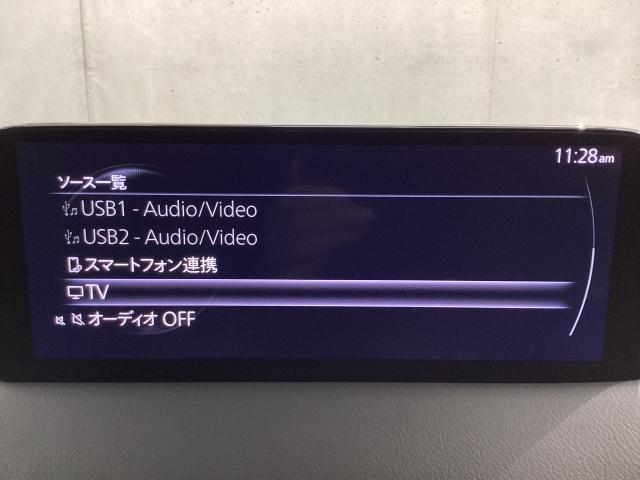 11:28am
ソース一覧
USB1 - Audio/Video
USB2 - Audio/Video
スマートフォン連携
TV
オーディオ OFF